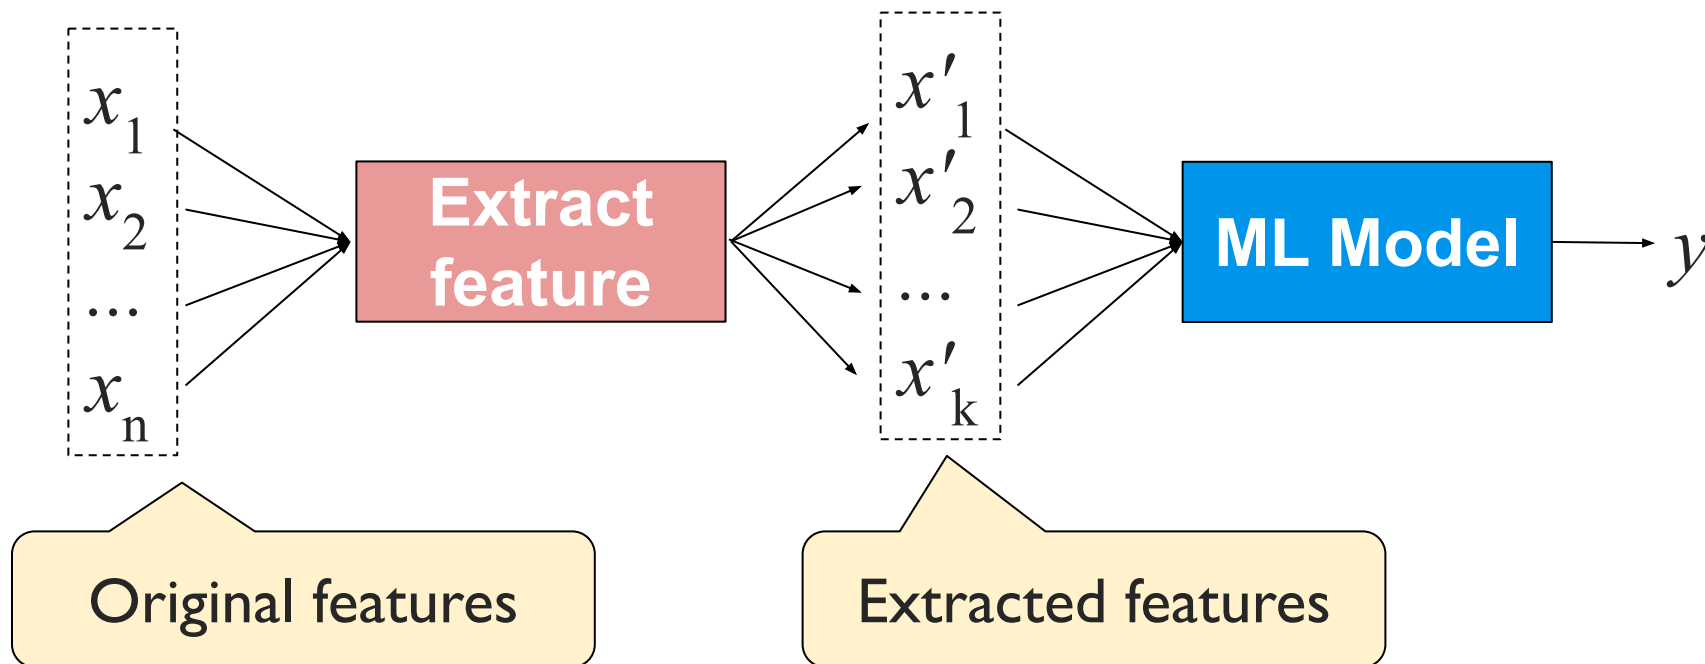 x₁
x₂
...
xₙ
Extract
feature
x′₁
x′₂
...
x′ₖ
ML Model
y
Original features
Extracted features